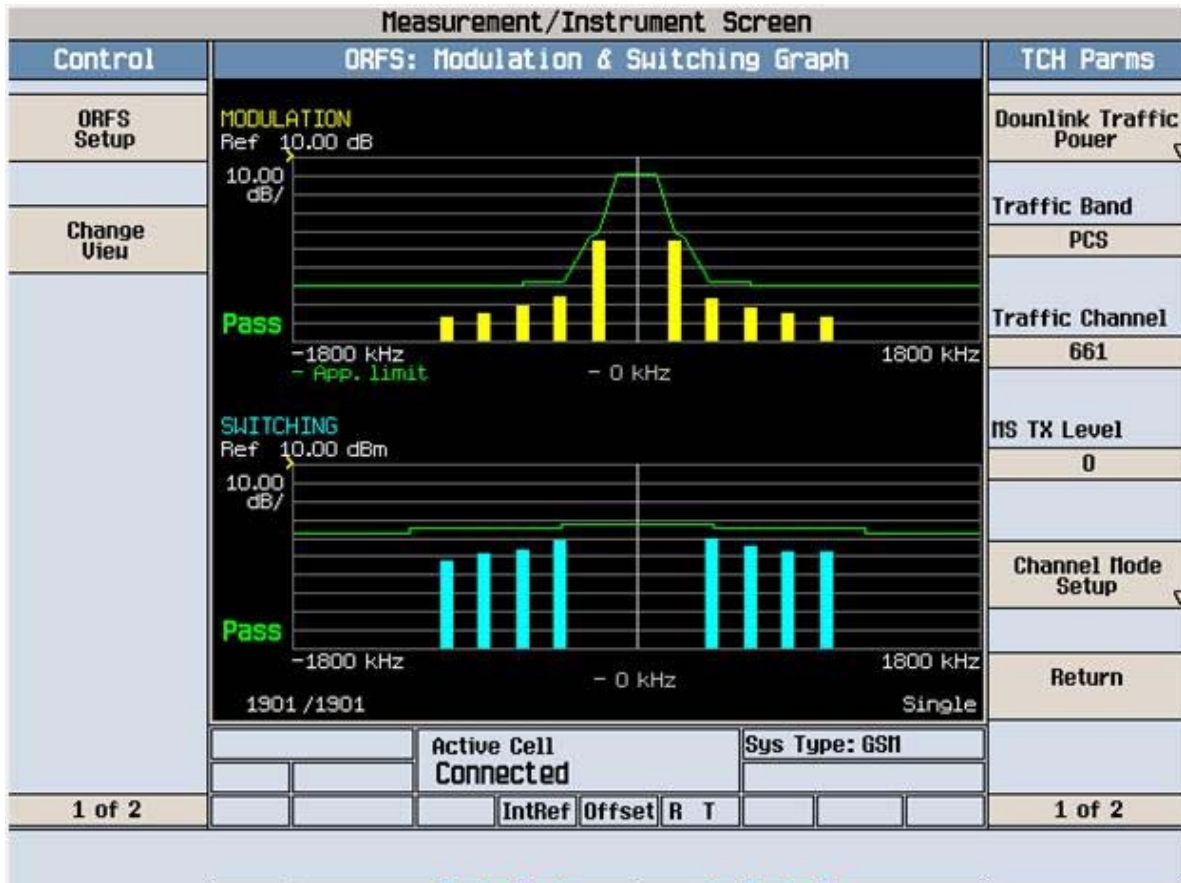 Measurement/Instrument Screen
Control
ORFS: Modulation & Switching Graph
TCH Parms
ORFS
Setup
Change
View
MODULATION
Ref 10.00 dB
10.00
dB/
Pass
-1800 kHz
1800 kHz
- App. limit
- 0 kHz
SWITCHING
Ref 10.00 dBm
10.00
dB/
Pass
-1800 kHz
1800 kHz
- 0 kHz
1901/1901
Single
Downlink Traffic
Power
Traffic Band
PCS
Traffic Channel
661
MS TX Level
0
Channel Mode
Setup
Return
Active Cell
Connected
Sys Type: GSM
1 of 2
IntRef
Offset
R T
1 of 2